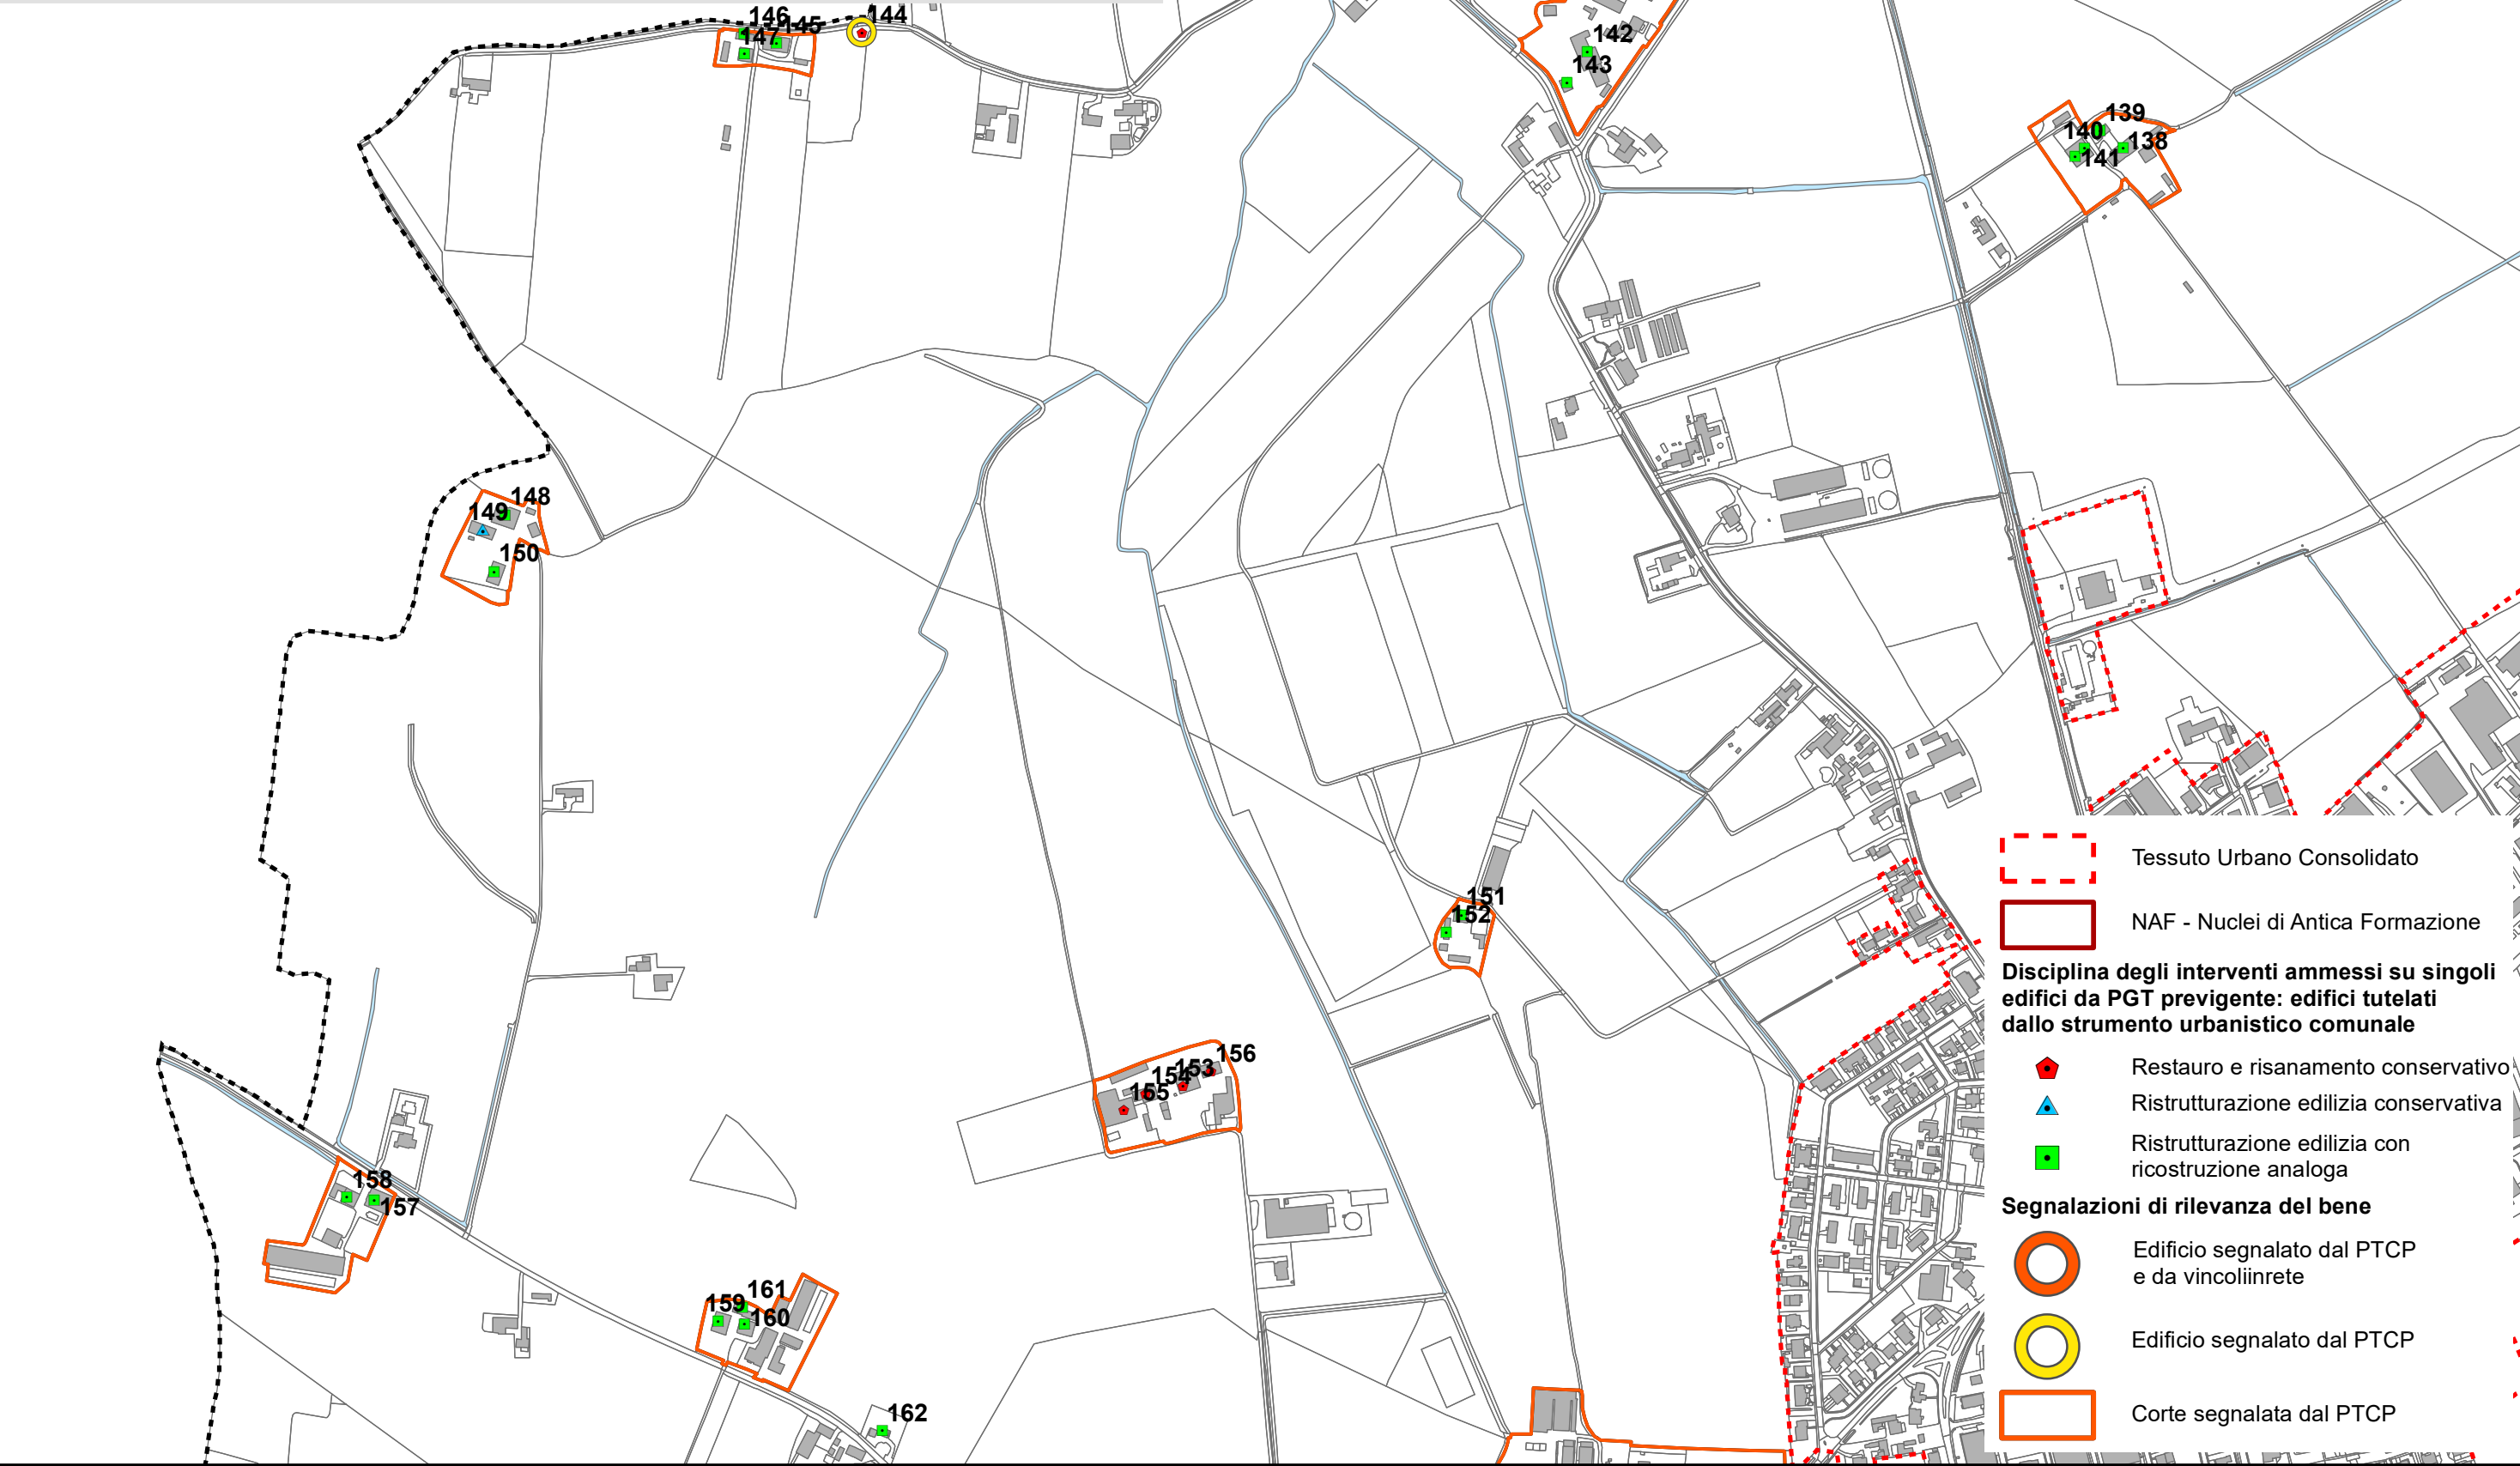 146
145
144
147
142
143
139
140
138
141
148
149
150
151
152
156
153
154
155
158
157
161
159
160
162
Tessuto Urbano Consolidato
NAF - Nuclei di Antica Formazione
Disciplina degli interventi ammessi su singoli
edifici da PGT previgente: edifici tutelati
dallo strumento urbanistico comunale
Restauro e risanamento conservativo
Ristrutturazione edilizia conservativa
Ristrutturazione edilizia con
ricostruzione analoga
Segnalazioni di rilevanza del bene
Edificio segnalato dal PTCP
e da vincoliinrete
Edificio segnalato dal PTCP
Corte segnalata dal PTCP